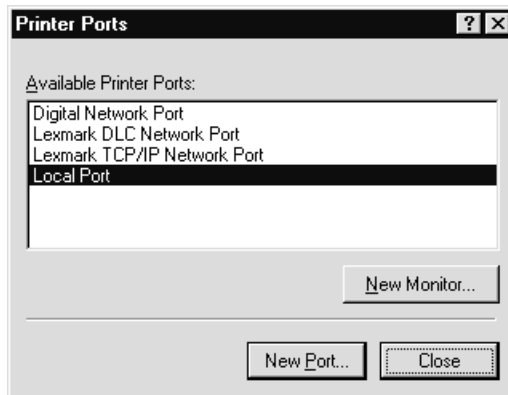 Printer Ports
Available Printer Ports:
Digital Network Port
Lexmark DLC Network Port
Lexmark TCP/IP Network Port
Local Port
New Monitor...
New Port...
Close